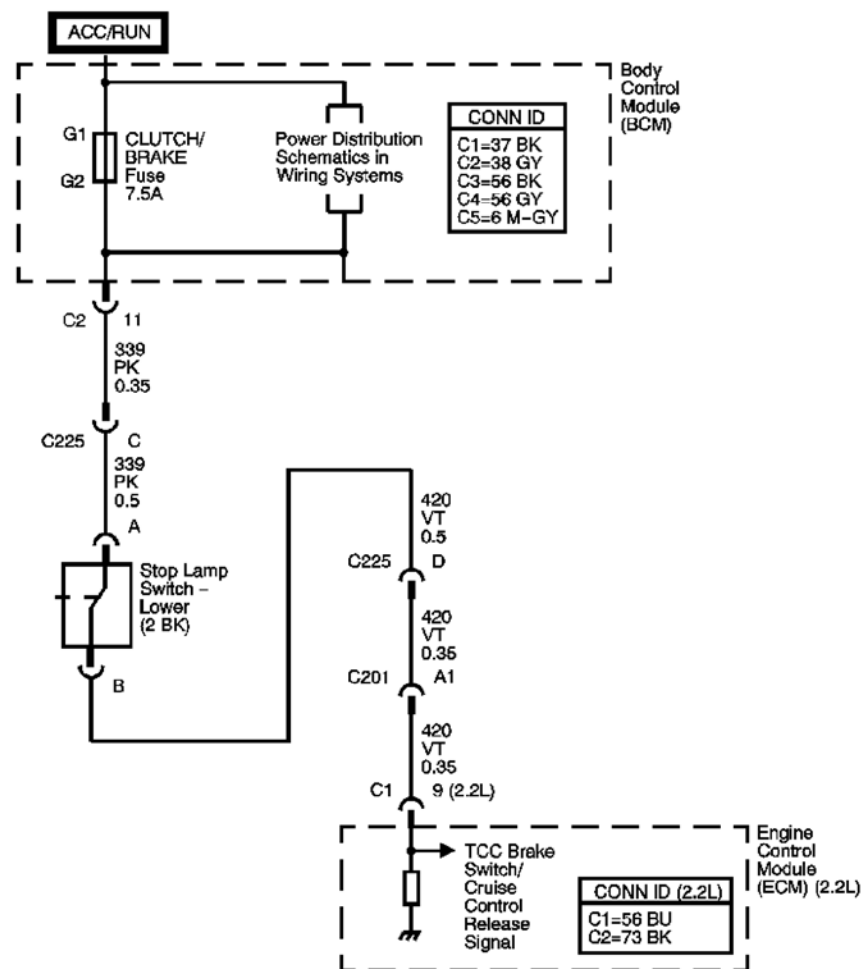 ACC/RUN
Body
Control
Module
(BCM)
G1
G2
CLUTCH/
BRAKE
Fuse
7.5A
Power Distribution
Schematics in
Wiring Systems
CONN ID
C1=37 BK
C2=38 GY
C3=56 BK
C4=56 GY
C5=6 M-GY
C2 11
339
PK
0.35
C225 C
339
PK
0.5
A
Stop Lamp
Switch –
Lower
(2 BK)
B
420
VT
0.5
C225 D
420
VT
0.35
C201 A1
420
VT
0.35
C1 9 (2.2L)
Engine
Control
Module
(ECM) (2.2L)
TCC Brake
Switch/
Cruise
Control
Release
Signal
CONN ID (2.2L)
C1=56 BU
C2=73 BK